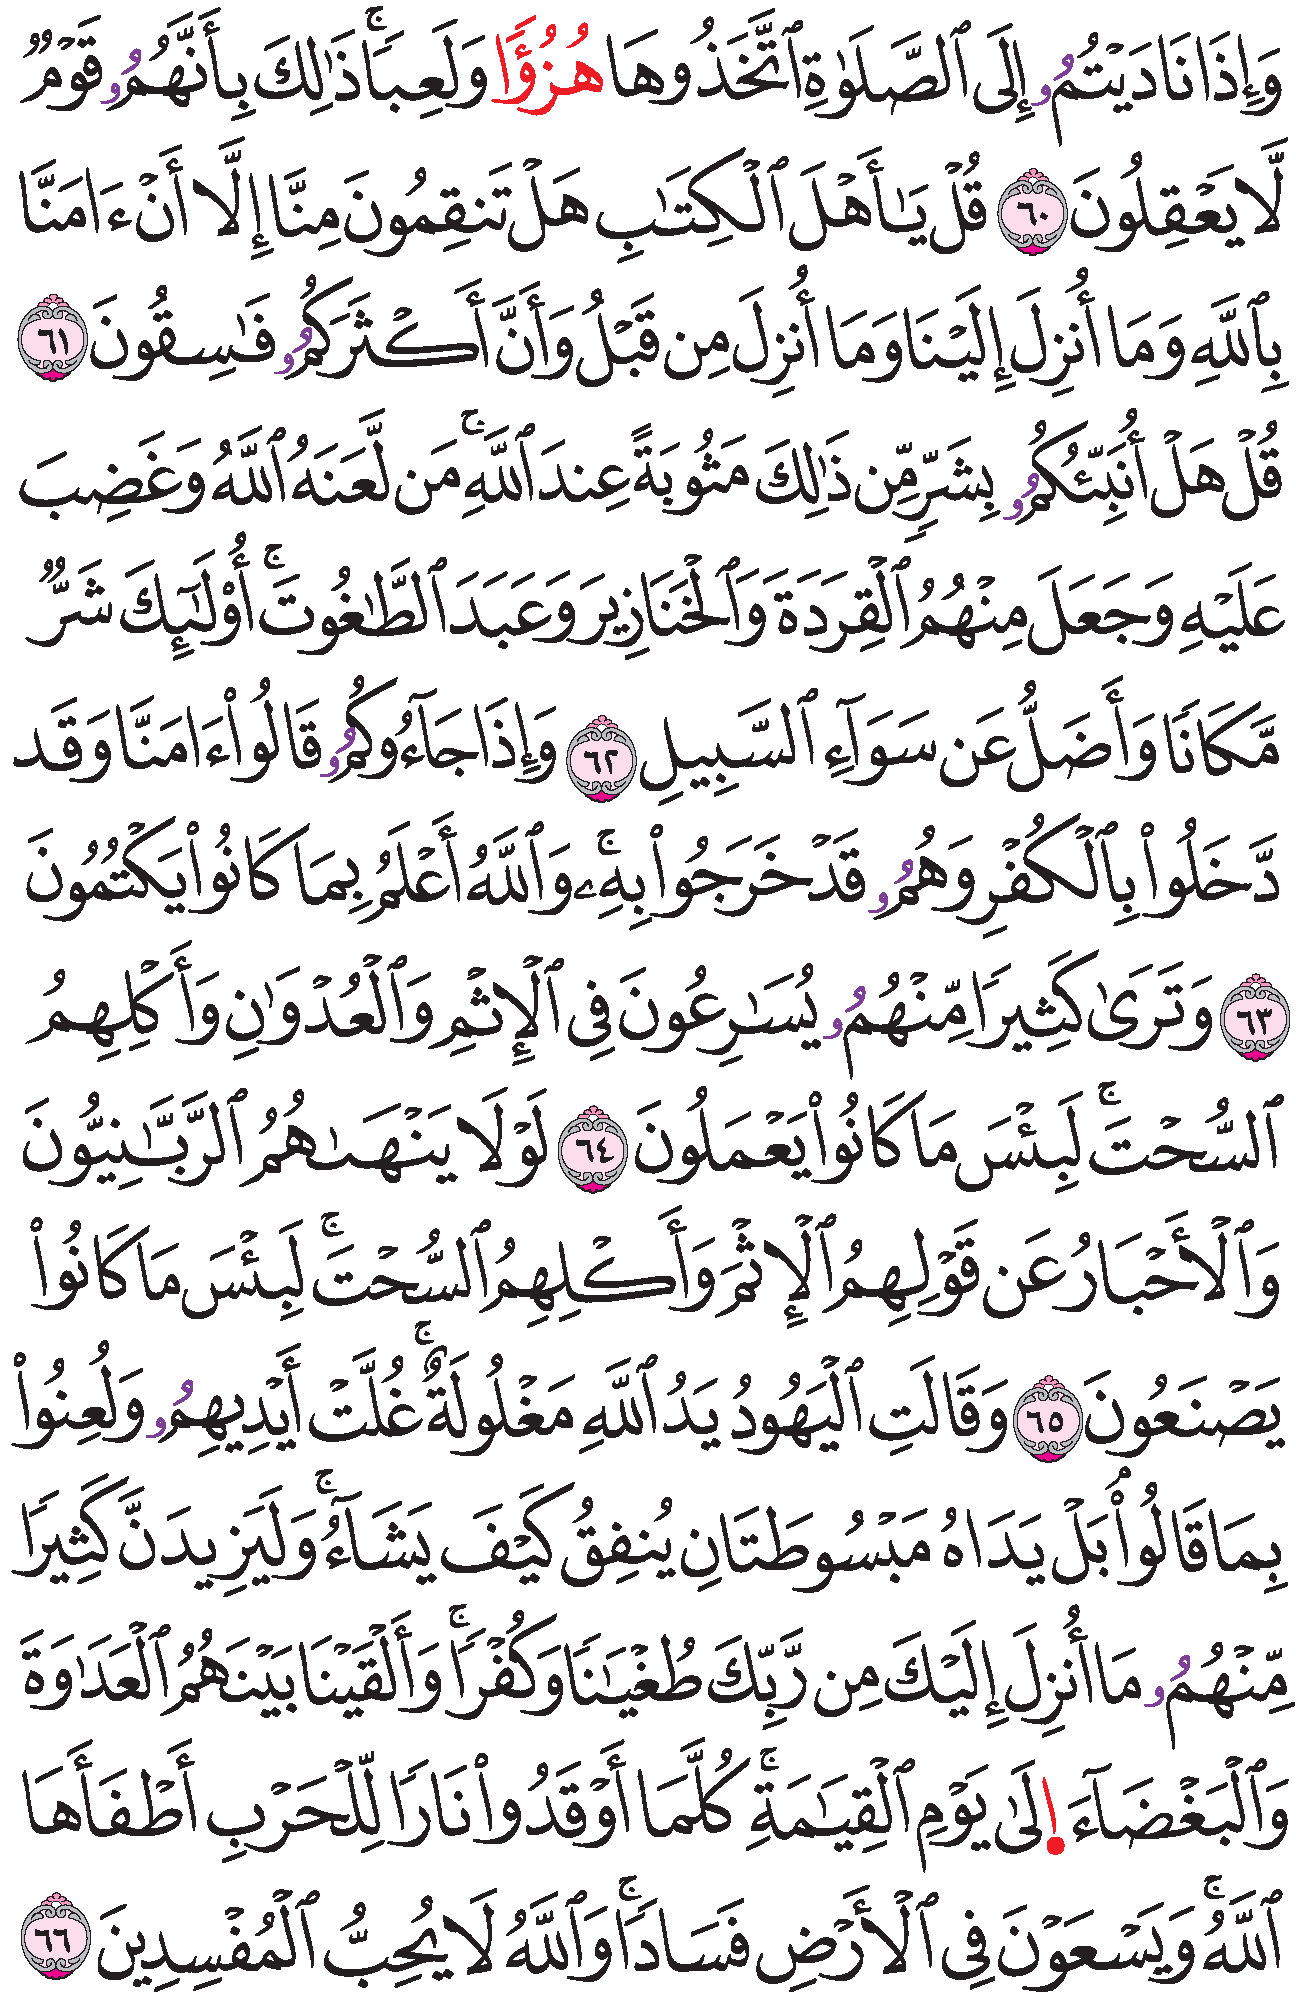 وَإِذَا نَادَيْتُمُۥ إِلَى ٱلصَّلَوٰةِ ٱتَّخَذُوهَا هُزُؤًا وَلَعِبًاۚ ذَٰلِكَ بِأَنَّهُمُۥ قَوْمٌ
لَّا يَعْقِلُونَ ٦٠ قُلْ يَٰأَهْلَ ٱلْكِتَٰبِ هَلْ تَنقِمُونَ مِنَّا إِلَّا أَنْ ءَامَنَّا
بِٱللَّهِ وَمَا أُنزِلَ إِلَيْنَا وَمَا أُنزِلَ مِن قَبْلُ وَأَنَّ أَكْثَرَكُمُۥ فَٰسِقُونَ ٦١
قُلْ هَلْ أُنَبِّئُكُمُۥ بِشَرٍّ مِّن ذَٰلِكَ مَثُوبَةً عِندَ ٱللَّهِۚ مَن لَّعَنَهُ ٱللَّهُ وَغَضِبَ
عَلَيْهِ وَجَعَلَ مِنْهُمُ ٱلْقِرَدَةَ وَٱلْخَنَازِيرَ وَعَبَدَ ٱلطَّٰغُوتَۚ أُوْلَٰٓئِكَ شَرٌّ
مَّكَانًا وَأَضَلُّ عَن سَوَآءِ ٱلسَّبِيلِ ٦٢ وَإِذَا جَآءُوكُمُۥ قَالُواْ ءَامَنَّا وَقَد
دَّخَلُواْ بِٱلْكُفْرِ وَهُمُۥ قَدْ خَرَجُواْ بِهِۦۚ وَٱللَّهُ أَعْلَمُ بِمَا كَانُواْ يَكْتُمُونَ
٦٣ وَتَرَىٰ كَثِيرًا مِّنْهُمُۥ يُسَٰرِعُونَ فِى ٱلْإِثْمِ وَٱلْعُدْوَٰنِ وَأَكْلِهِمُ
ٱلسُّحْتَۚ لَبِئْسَ مَا كَانُواْ يَعْمَلُونَ ٦٤ لَوْلَا يَنْهَىٰهُمُ ٱلرَّبَّٰنِيُّونَ
وَٱلْأَحْبَارُ عَن قَوْلِهِمُ ٱلْإِثْمَ وَأَكْلِهِمُ ٱلسُّحْتَۚ لَبِئْسَ مَا كَانُواْ
يَصْنَعُونَ ٦٥ وَقَالَتِ ٱلْيَهُودُ يَدُ ٱللَّهِ مَغْلُولَةٌۚ غُلَّتْ أَيْدِيهِمُۥ وَلُعِنُواْ
بِمَا قَالُواْۘ بَلْ يَدَاهُ مَبْسُوطَتَانِ يُنفِقُ كَيْفَ يَشَآءُۚ وَلَيَزِيدَنَّ كَثِيرًا
مِّنْهُمُۥ مَا أُنزِلَ إِلَيْكَ مِن رَّبِّكَ طُغْيَٰنًا وَكُفْرًاۚ وَأَلْقَيْنَا بَيْنَهُمُ ٱلْعَدَٰوَةَ
وَٱلْبَغْضَآءَ ا۪لَىٰ يَوْمِ ٱلْقِيَٰمَةِۚ كُلَّمَا أَوْقَدُواْ نَارًا لِّلْحَرْبِ أَطْفَأَهَا
ٱللَّهُۚ وَيَسْعَوْنَ فِى ٱلْأَرْضِ فَسَادًاۚ وَٱللَّهُ لَا يُحِبُّ ٱلْمُفْسِدِينَ ٦٦